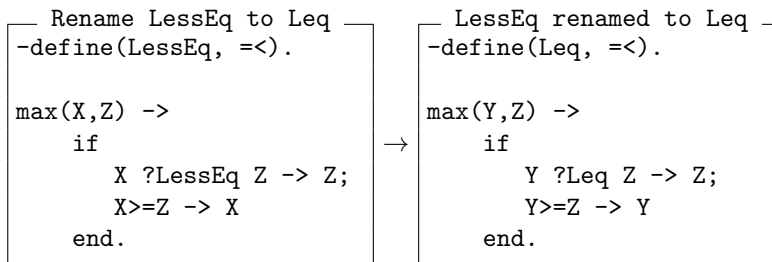 Rename LessEq to Leq
-define(LessEq, =<).
max(X,Z) ->
if
X ?LessEq Z -> Z;
X>=Z -> X
end.
→
LessEq renamed to Leq
-define(Leq, =<).
max(Y,Z) ->
if
Y ?Leq Z -> Z;
Y>=Z -> Y
end.